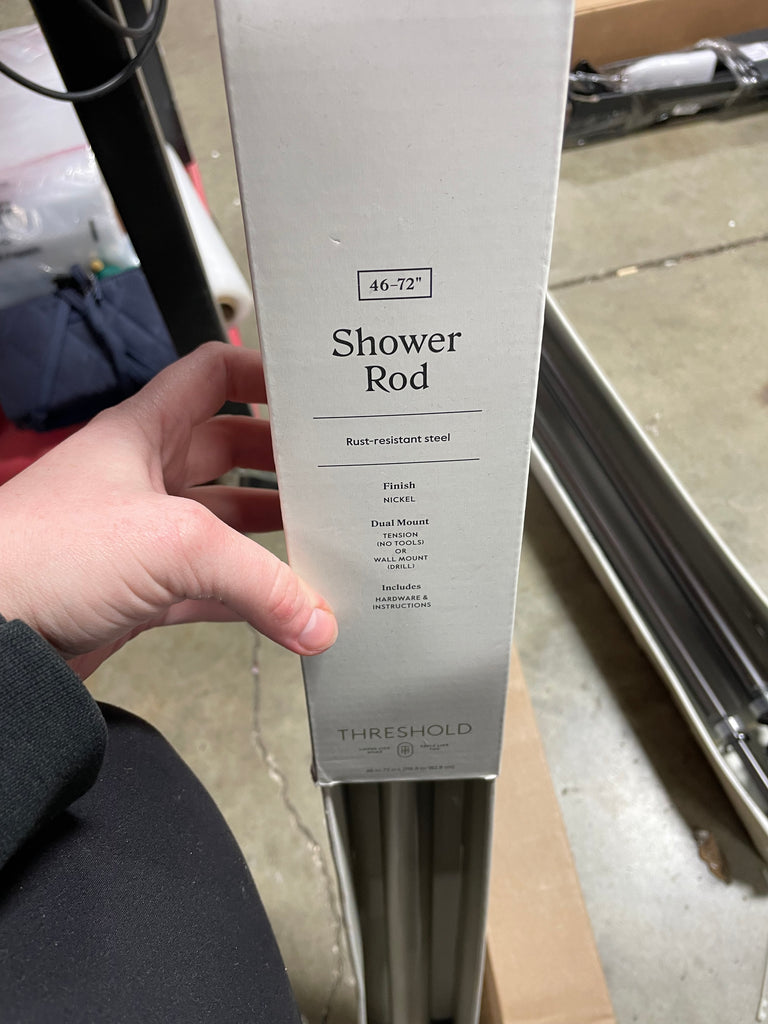 46–72"
Shower
Rod
Rust-resistant steel
Finish
NICKEL
Dual Mount
TENSION
(NO TOOLS)
OR
WALL MOUNT
(DRILL)
Includes
HARDWARE &
INSTRUCTIONS
THRESHOLD